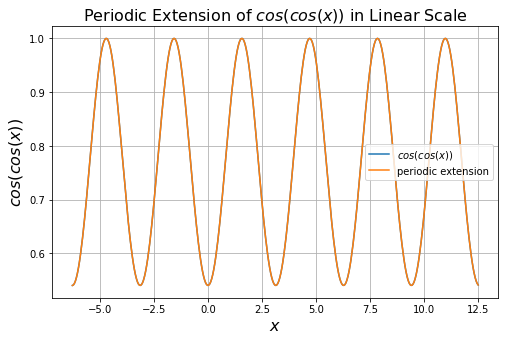 Periodic Extension of cos(cos(x)) in Linear Scale
cos(cos(x))
1.0
0.9
0.8
0.7
0.6
cos(cos(x))
periodic extension
−5.0 −2.5 0.0 2.5 5.0 7.5 10.0 12.5
x